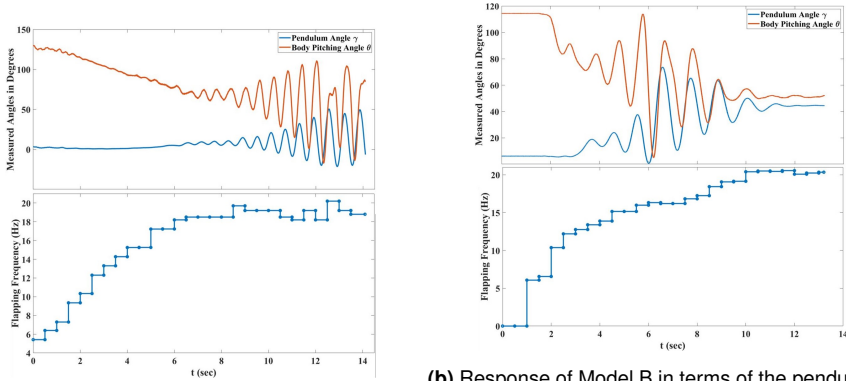 Measured Angles in Degrees
150
100
50
0
Pendulum Angle γ
Body Pitching Angle θ
Flapping Frequency (Hz)
20
18
16
14
12
10
8
6
4
0 2 4 6 8 10 12 14
t (sec)
Measured Angles in Degrees
120
100
80
60
40
20
Pendulum Angle γ
Body Pitching Angle θ
Flapping Frequency (Hz)
20
15
10
5
0
0 2 4 6 8 10 12 14
t (sec)
(b) Response of Model B in terms of the pendu